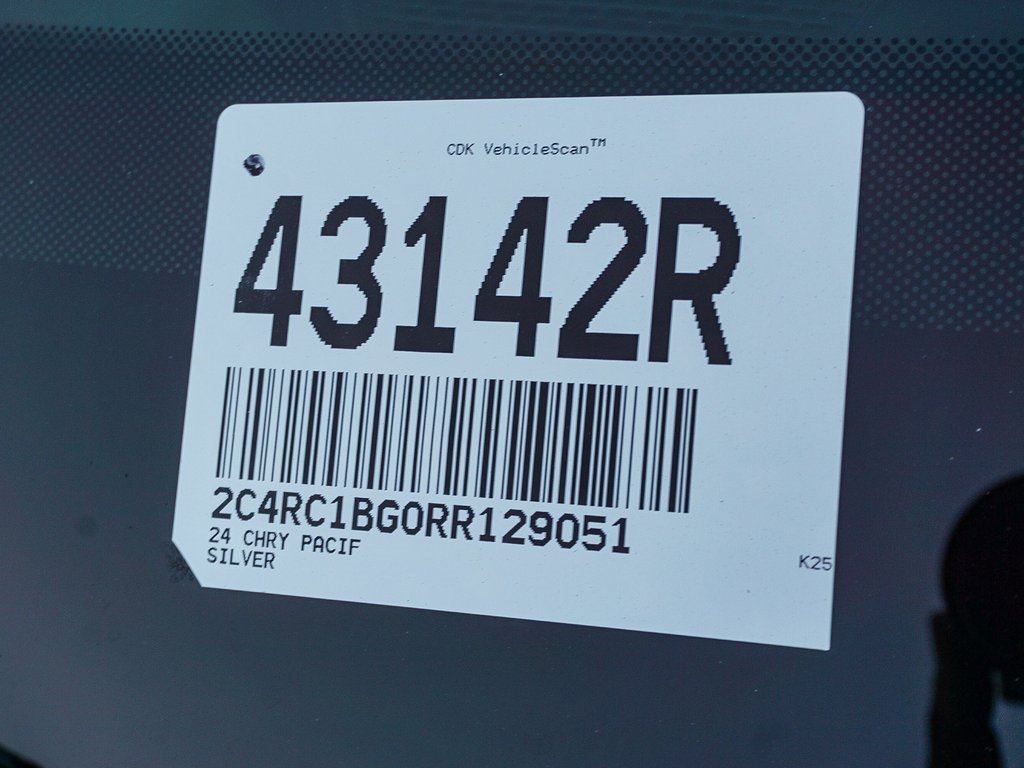 CDK VehicleScan™
43142R
2C4RC1BG0RR129051
24 CHRY PACIF
SILVER
K25